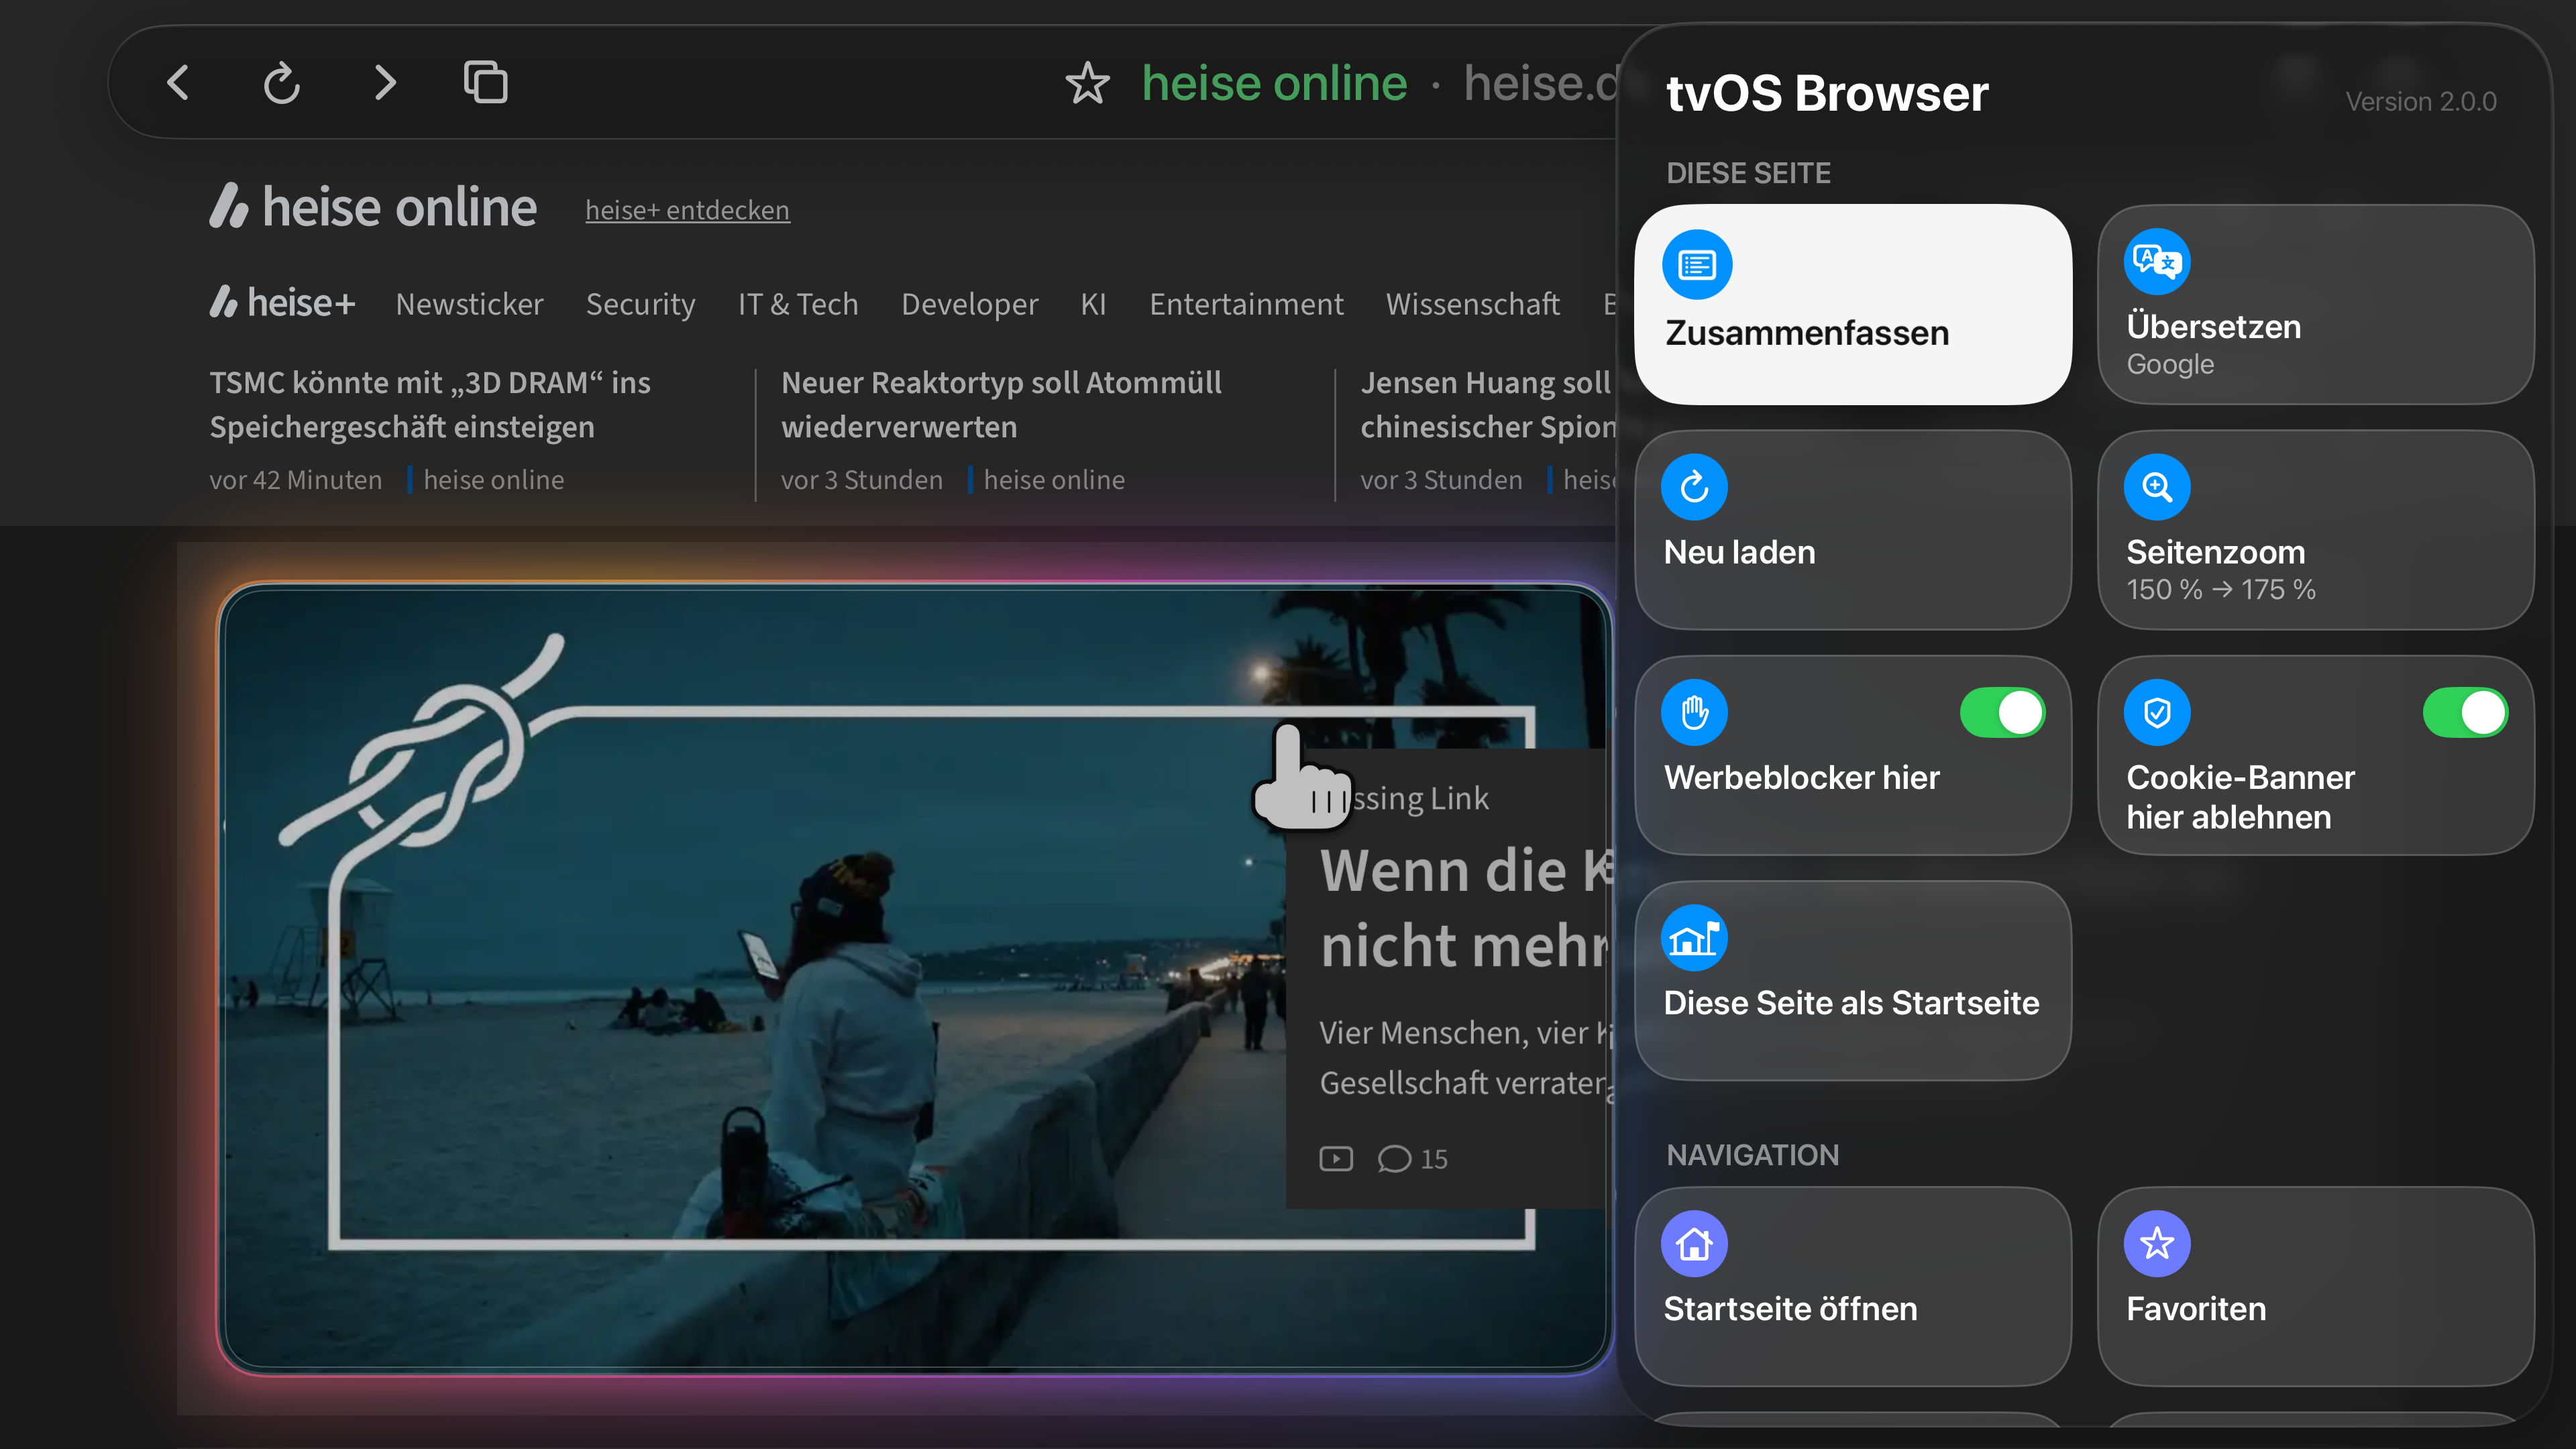 heise online · heise.d
tvOS Browser
Version 2.0.0
DIESE SEITE
Zusammenfassen
Übersetzen
Google
Neu laden
Seitenzoom
150 % → 175 %
Werbeblocker hier
Cookie-Banner
hier ablehnen
Diese Seite als Startseite
NAVIGATION
Startseite öffnen
Favoriten
heise online
heise+ entdecken
heise+ Newsticker Security IT & Tech Developer KI Entertainment Wissenschaft
TSMC könnte mit „3D DRAM“ ins
Speichergeschäft einsteigen
vor 42 Minuten heise online
Neuer Reaktortyp soll Atommüll
wiederverwerten
vor 3 Stunden heise online
Jensen Huang soll
chinesischer Spion
vor 3 Stunden heise
ssing Link
Wenn die K
nicht mehr
Vier Menschen, vier K
Gesellschaft verraten
15